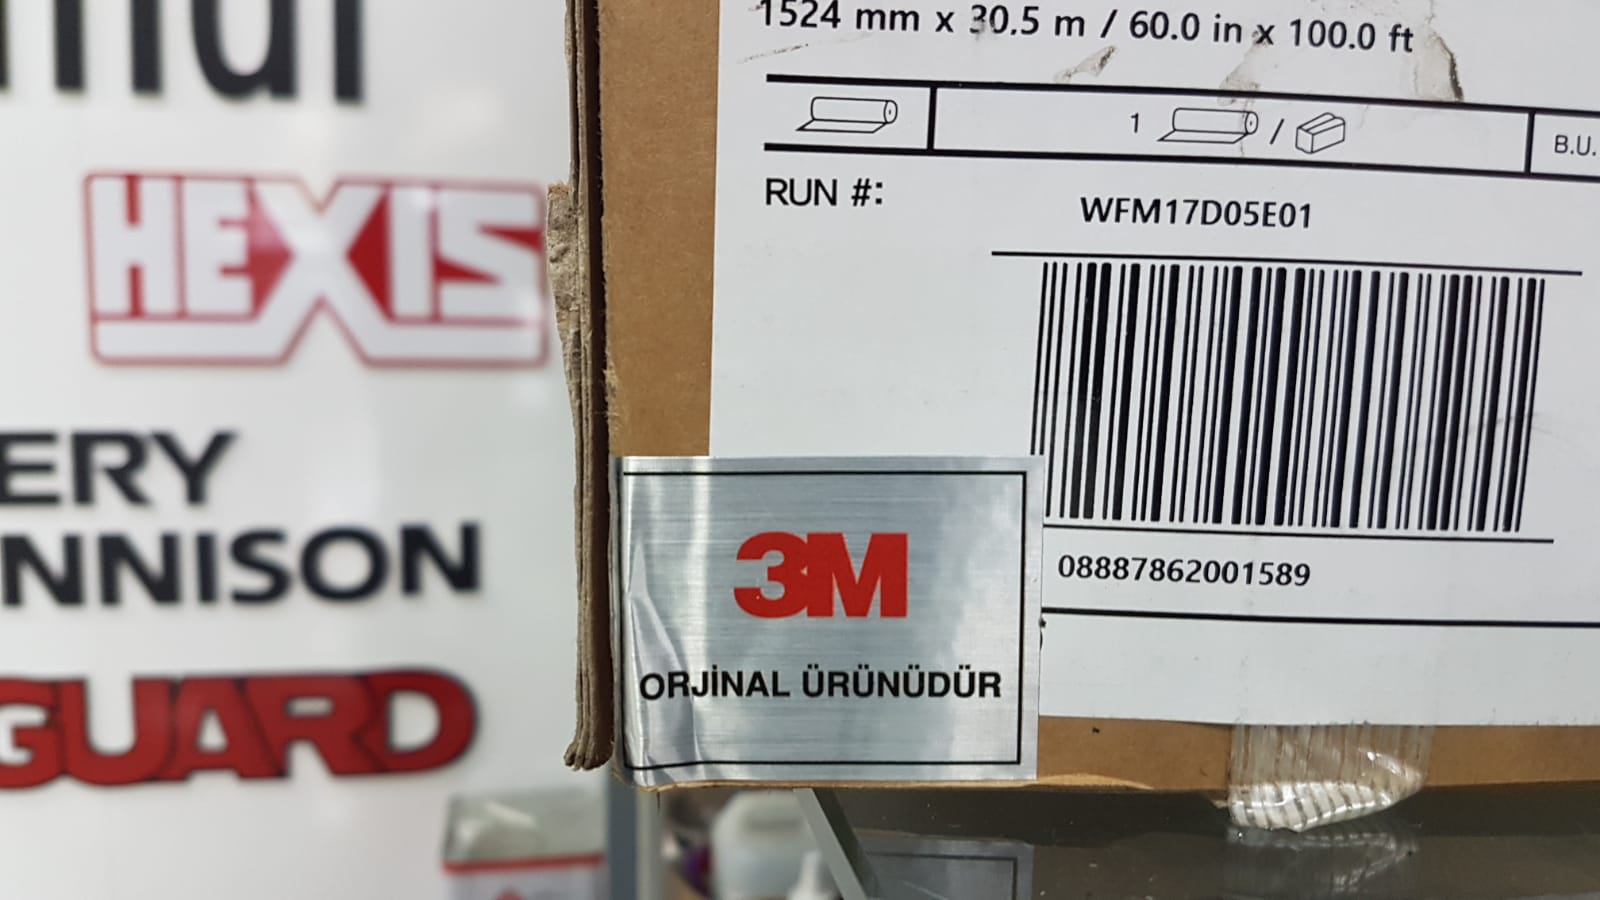 HEXIS
ERY
NNISON
GUARD
1524 mm x 30.5 m / 60.0 in x 100.0 ft
1 /
B.U.
RUN #:
WFM17D05E01
08887862001589
3M
ORJİNAL ÜRÜNÜDÜR